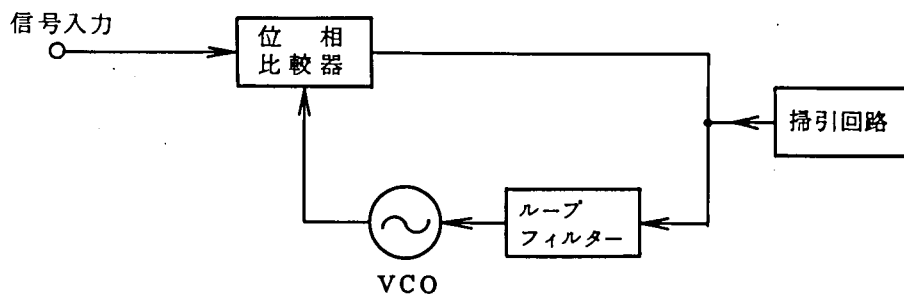 信号入力
位相
比較器
掃引回路
ループ
フィルター
VCO